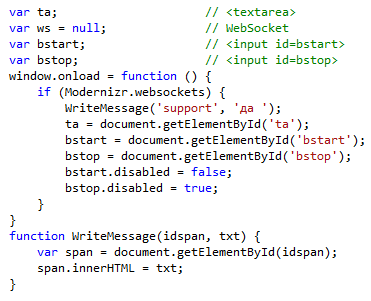 var ta;                    // <textarea>
var ws = null;             // WebSocket
var bstart;                // <input id=bstart>
var bstop;                 // <input id=bstop>
window.onload = function () {
    if (Modernizr.websockets) {
        WriteMessage('support', 'да ');
        ta = document.getElementById('ta');
        bstart = document.getElementById('bstart');
        bstop = document.getElementById('bstop');
        bstart.disabled = false;
        bstop.disabled = true;
    }
}
function WriteMessage(idspan, txt) {
    var span = document.getElementById(idspan);
    span.innerHTML = txt;
}